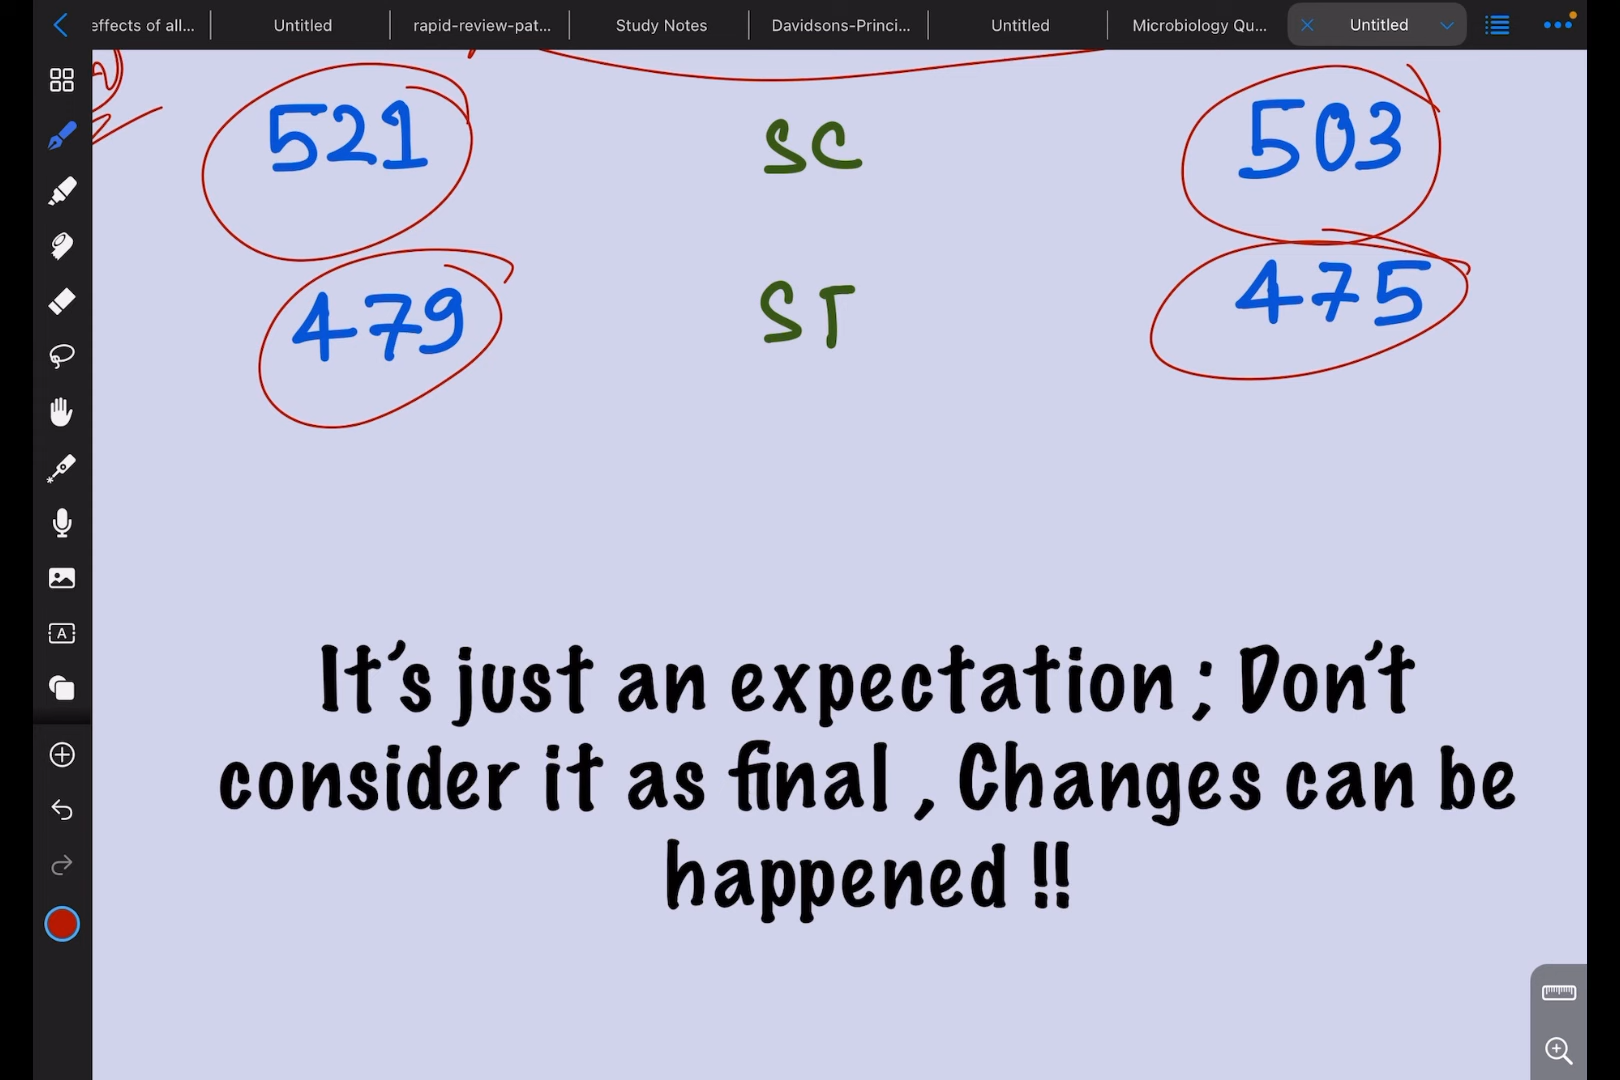 effects of all...
Untitled
rapid-review-pat...
Study Notes
Davidsons-Princi...
Untitled
Microbiology Qu...
Untitled
521 SC 503
479 ST 475
It's just an expectation ; Don't
consider it as final , Changes can be
happened !!
A